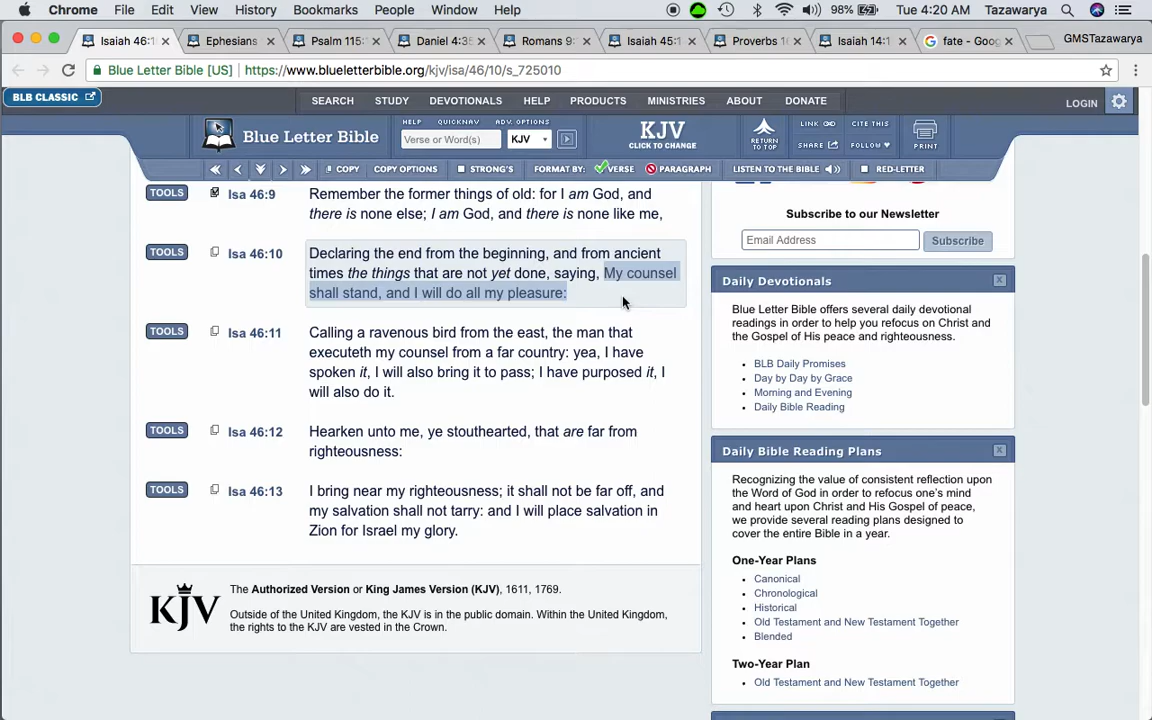 Chrome File Edit View History Bookmarks People Window Help 98% Tue 4:20 AM Tazawarya
Isaiah 46:1 Ephesians Psalm 115: Daniel 4:35 Romans 9: Isaiah 45:1 Proverbs 16 Isaiah 14:1 fate - Goog GMSTazawarya
Blue Letter Bible [US] https://www.blueletterbible.org/kjv/isa/46/10/s_725010
BLB CLASSIC SEARCH STUDY DEVOTIONALS HELP PRODUCTS MINISTRIES ABOUT DONATE LOGIN
HELP QUICKNAV ADV. OPTIONS
Blue Letter Bible Verse or Word(s) KJV
KJV
CLICK TO CHANGE
RETURN
TO TOP
LINK CITE THIS
SHARE FOLLOW
PRINT
COPY COPY OPTIONS STRONG'S FORMAT BY: VERSE PARAGRAPH LISTEN TO THE BIBLE RED-LETTER
TOOLS Isa 46:9 Remember the former things of old: for I am God, and
there is none else; I am God, and there is none like me,
TOOLS Isa 46:10 Declaring the end from the beginning, and from ancient
times the things that are not yet done, saying, My counsel
shall stand, and I will do all my pleasure:
TOOLS Isa 46:11 Calling a ravenous bird from the east, the man that
executeth my counsel from a far country: yea, I have
spoken it, I will also bring it to pass; I have purposed it, I
will also do it.
TOOLS Isa 46:12 Hearken unto me, ye stouthearted, that are far from
righteousness:
TOOLS Isa 46:13 I bring near my righteousness; it shall not be far off, and
my salvation shall not tarry: and I will place salvation in
Zion for Israel my glory.
KJV
The Authorized Version or King James Version (KJV), 1611, 1769.
Outside of the United Kingdom, the KJV is in the public domain. Within the United Kingdom,
the rights to the KJV are vested in the Crown.
Subscribe to our Newsletter
Email Address Subscribe
Daily Devotionals
Blue Letter Bible offers several daily devotional
readings in order to help you refocus on Christ and
the Gospel of His peace and righteousness.
BLB Daily Promises
Day by Day by Grace
Morning and Evening
Daily Bible Reading
Daily Bible Reading Plans
Recognizing the value of consistent reflection upon
the Word of God in order to refocus one's mind
and heart upon Christ and His Gospel of peace,
we provide several reading plans designed to
cover the entire Bible in a year.
One-Year Plans
Canonical
Chronological
Historical
Old Testament and New Testament Together
Blended
Two-Year Plan
Old Testament and New Testament Together